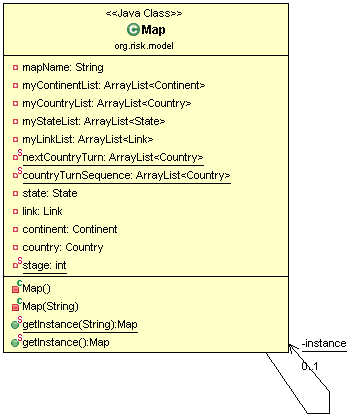 <<Java Class>>
C Map
org.risk.model
mapName: String
myContinentList: ArrayList<Continent>
myCountryList: ArrayList<Country>
myStateList: ArrayList<State>
myLinkList: ArrayList<Link>
S nextCountryTurn: ArrayList<Country>
S countryTurnSequence: ArrayList<Country>
state: State
link: Link
continent: Continent
country: Country
S stage: int
C Map()
C Map(String)
S getInstance(String):Map
S getInstance():Map
-instance
0..1